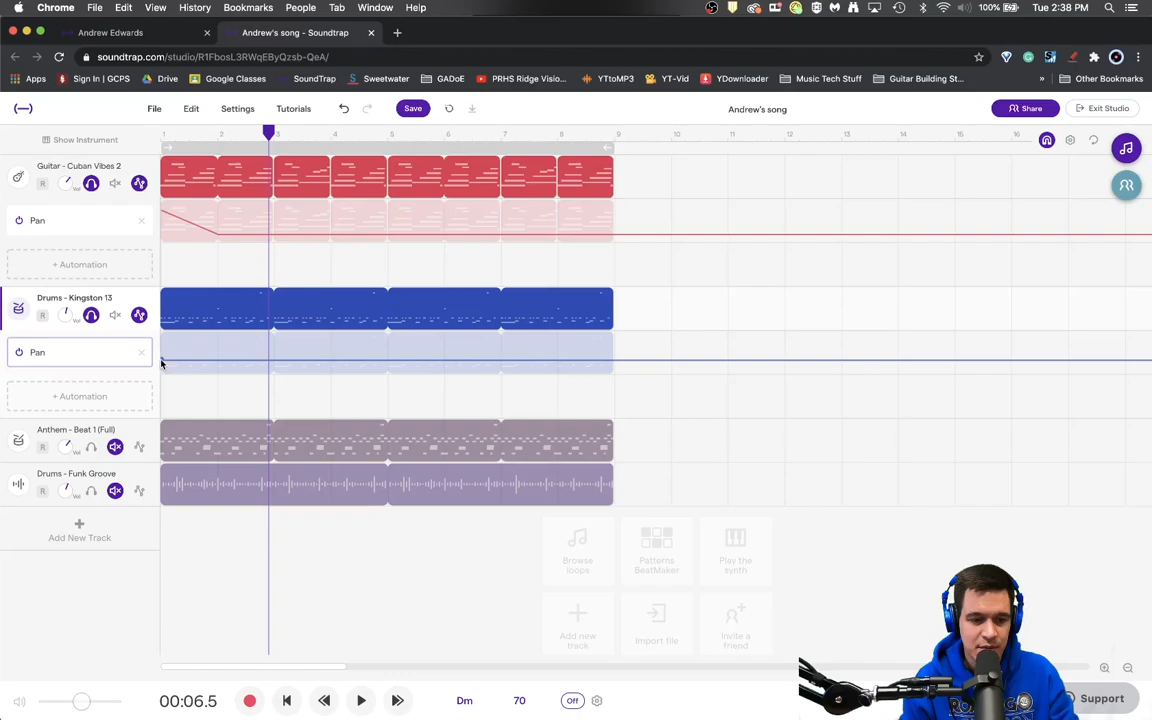 Chrome File Edit View History Bookmarks People Tab Window Help
100% Tue 2:38 PM
Andrew Edwards
Andrew's song - Soundtrap
soundtrap.com/studio/R1FbosL3RWqEByQzsb-QeA/
Apps Sign In | GCPS Drive Google Classes SoundTrap Sweetwater GADoE PRHS Ridge Visio... YTtoMP3 YT-Vid YDownloader Music Tech Stuff Guitar Building St... » Other Bookmarks
File Edit Settings Tutorials Save Andrew's song Share Exit Studio
Show Instrument
1 2 3 4 5 6 7 8 9 10 11 12 13 14 15 16
Guitar - Cuban Vibes 2
R Vol
Pan
+ Automation
Drums - Kingston 13
R Vol
Pan
+ Automation
Anthem - Beat 1 (Full)
R Vol
Drums - Funk Groove
R Vol
Add New Track
Browse loops
Patterns BeatMaker
Play the synth
Add new track
Import file
Invite a friend
00:06.5 Dm 70 Off
Support